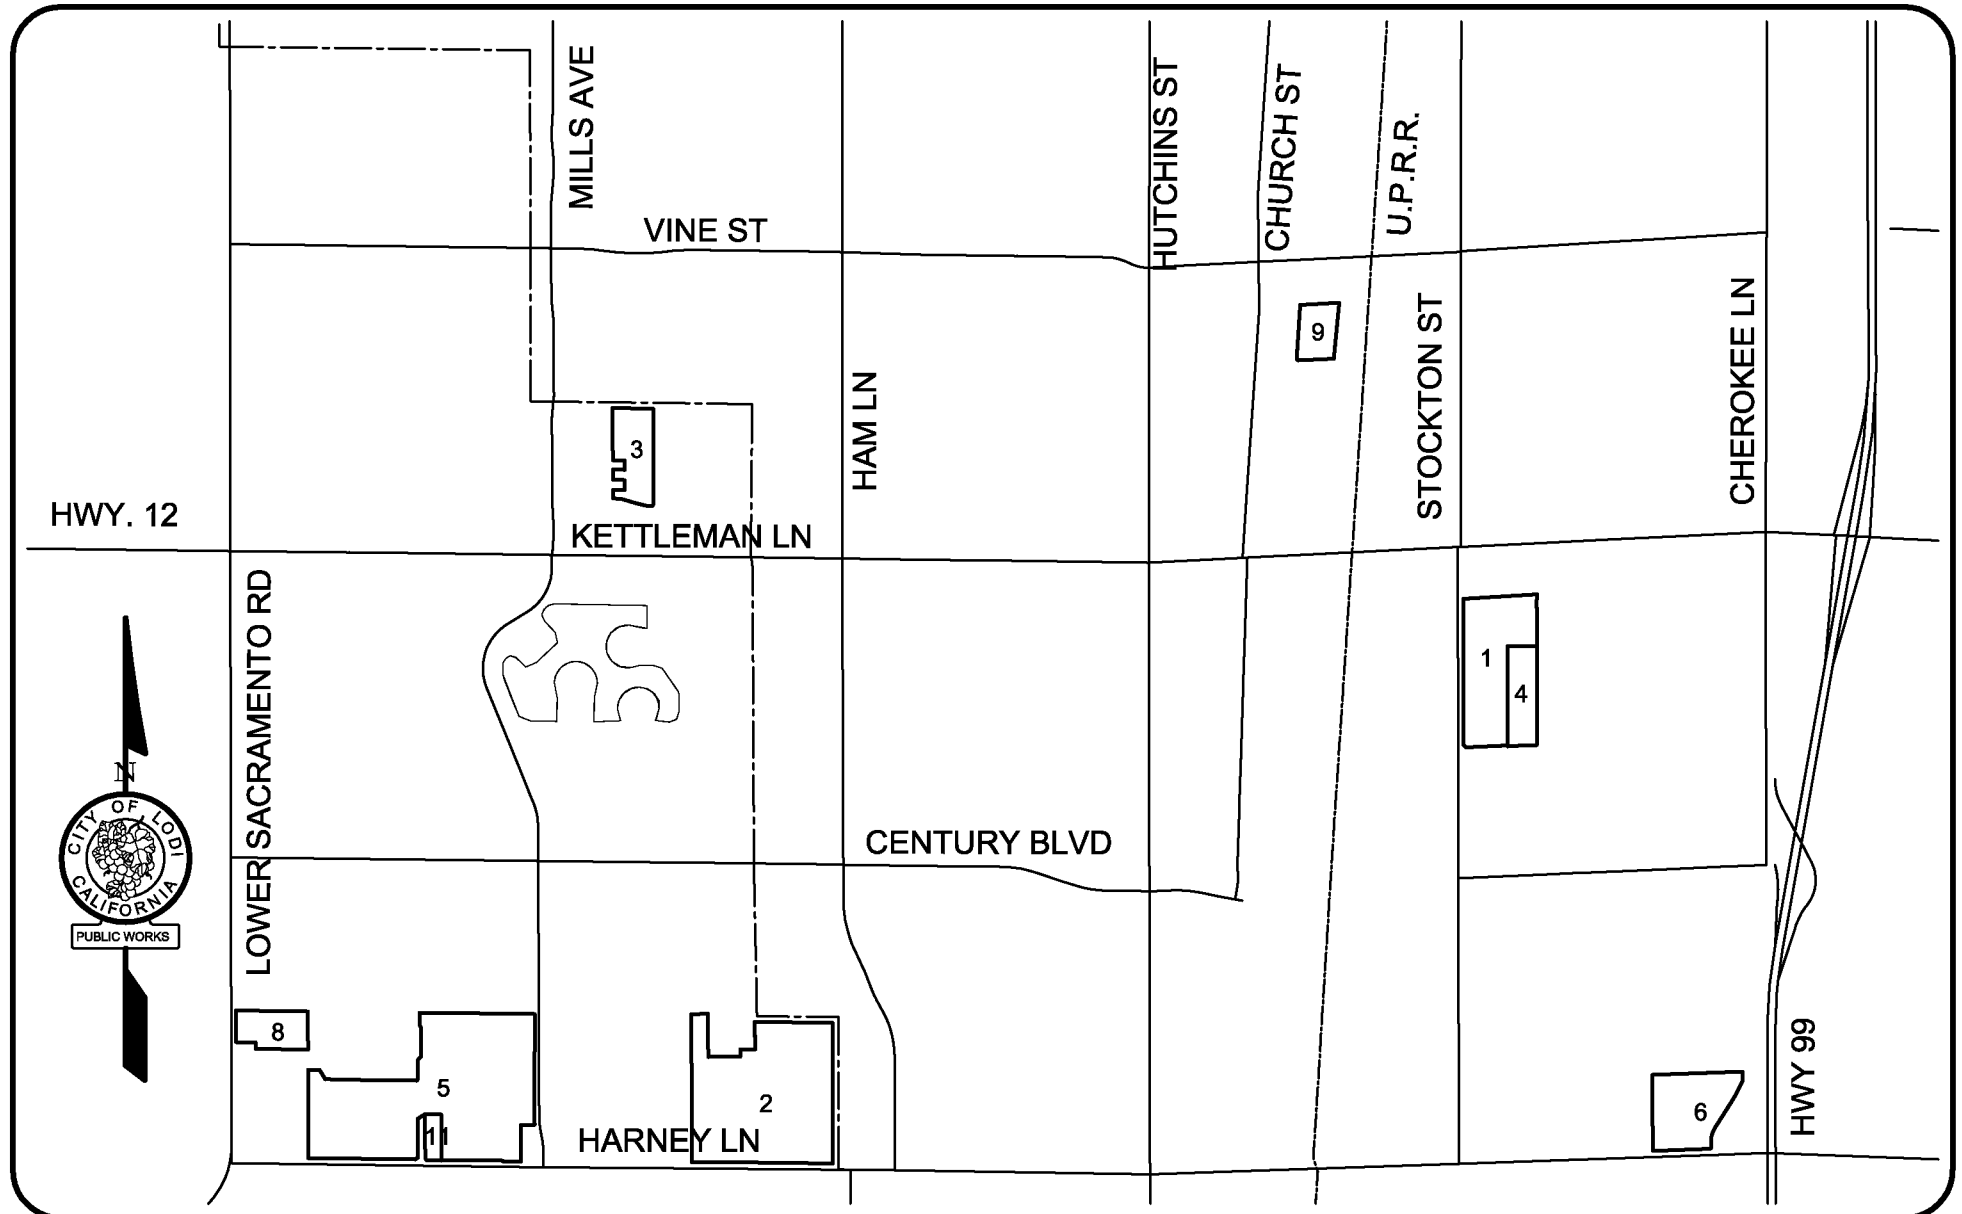 MILLS AVE
HUTCHINS ST
CHURCH ST
U.P.R.R.
VINE ST
9
STOCKTON ST
CHEROKEE LN
HAM LN
3
HWY. 12
KETTLEMAN LN
LOWER SACRAMENTO RD
1
4
N
CITY OF LODI
CALIFORNIA
PUBLIC WORKS
CENTURY BLVD
8
5
11
2
HARNEY LN
6
HWY 99